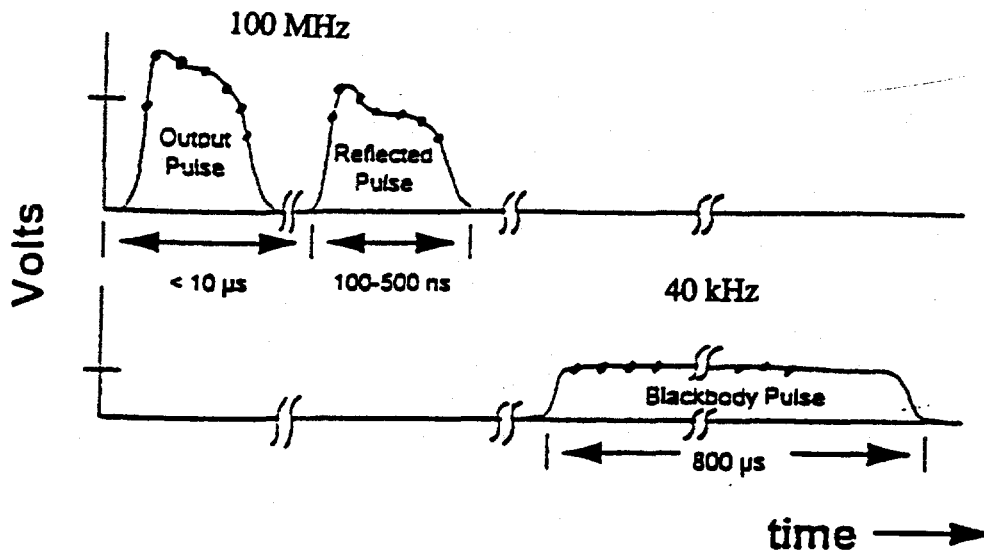 100 MHz
Output
Pulse
Reflected
Pulse
Volts
< 10 µs
100-500 ns
40 kHz
Blackbody Pulse
800 µs
time